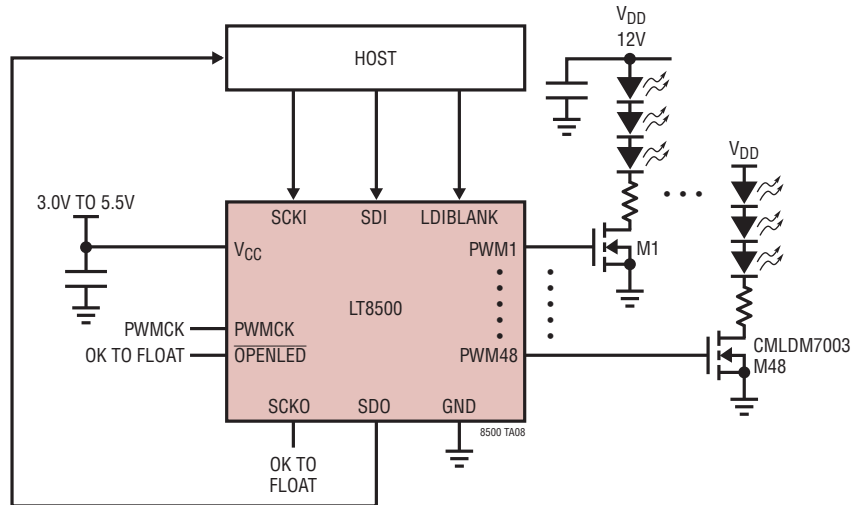 VDD
12V
HOST
VDD
3.0V TO 5.5V
SCKI SDI LDIBLANK
VCC
PWM1
M1
LT8500
PWMCK PWMCK
OK TO FLOAT OPENLED
PWM48
CMLDM7003
M48
SCKO SDO GND
8500 TA08
OK TO
FLOAT